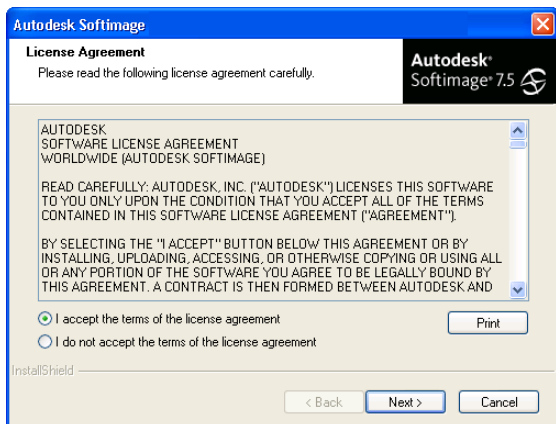 Autodesk Softimage
License Agreement
Please read the following license agreement carefully.
Autodesk®
Softimage® 7.5
AUTODESK
SOFTWARE LICENSE AGREEMENT
WORLDWIDE (AUTODESK SOFTIMAGE)
READ CAREFULLY: AUTODESK, INC. ("AUTODESK") LICENSES THIS SOFTWARE
TO YOU ONLY UPON THE CONDITION THAT YOU ACCEPT ALL OF THE TERMS
CONTAINED IN THIS SOFTWARE LICENSE AGREEMENT ("AGREEMENT").
BY SELECTING THE "I ACCEPT" BUTTON BELOW THIS AGREEMENT OR BY
INSTALLING, UPLOADING, ACCESSING, OR OTHERWISE COPYING OR USING ALL
OR ANY PORTION OF THE SOFTWARE YOU AGREE TO BE LEGALLY BOUND BY
THIS AGREEMENT. A CONTRACT IS THEN FORMED BETWEEN AUTODESK AND
I accept the terms of the license agreement
Print
I do not accept the terms of the license agreement
InstallShield
< Back
Next >
Cancel